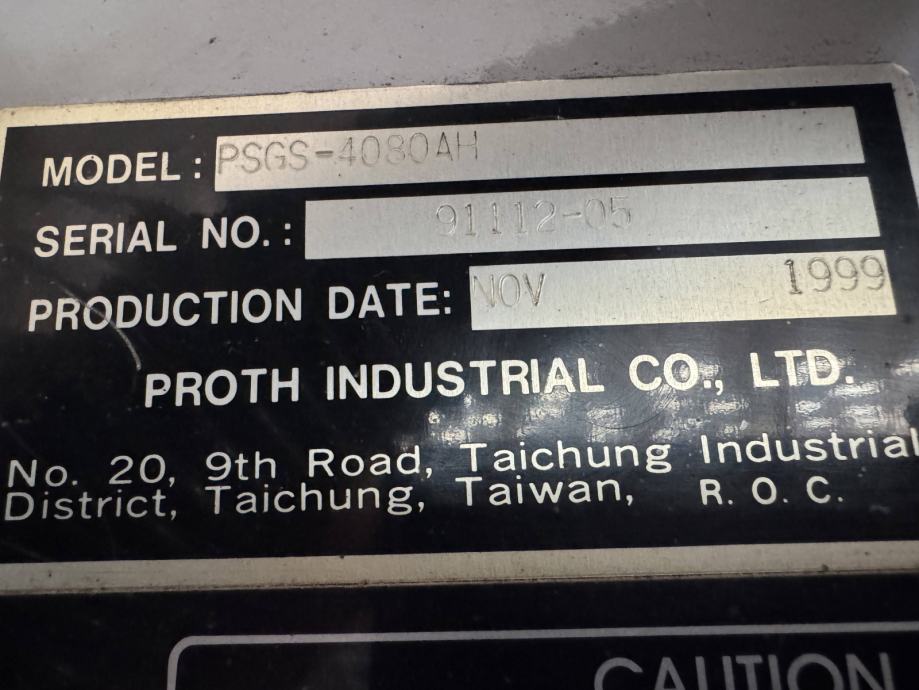 MODEL: PSGS-4080AH
SERIAL NO.: 91112-05
PRODUCTION DATE: NOV 1999
PROTH INDUSTRIAL CO., LTD.
No. 20, 9th Road, Taichung Industrial
District, Taichung, Taiwan, R. O. C.
CAUTION